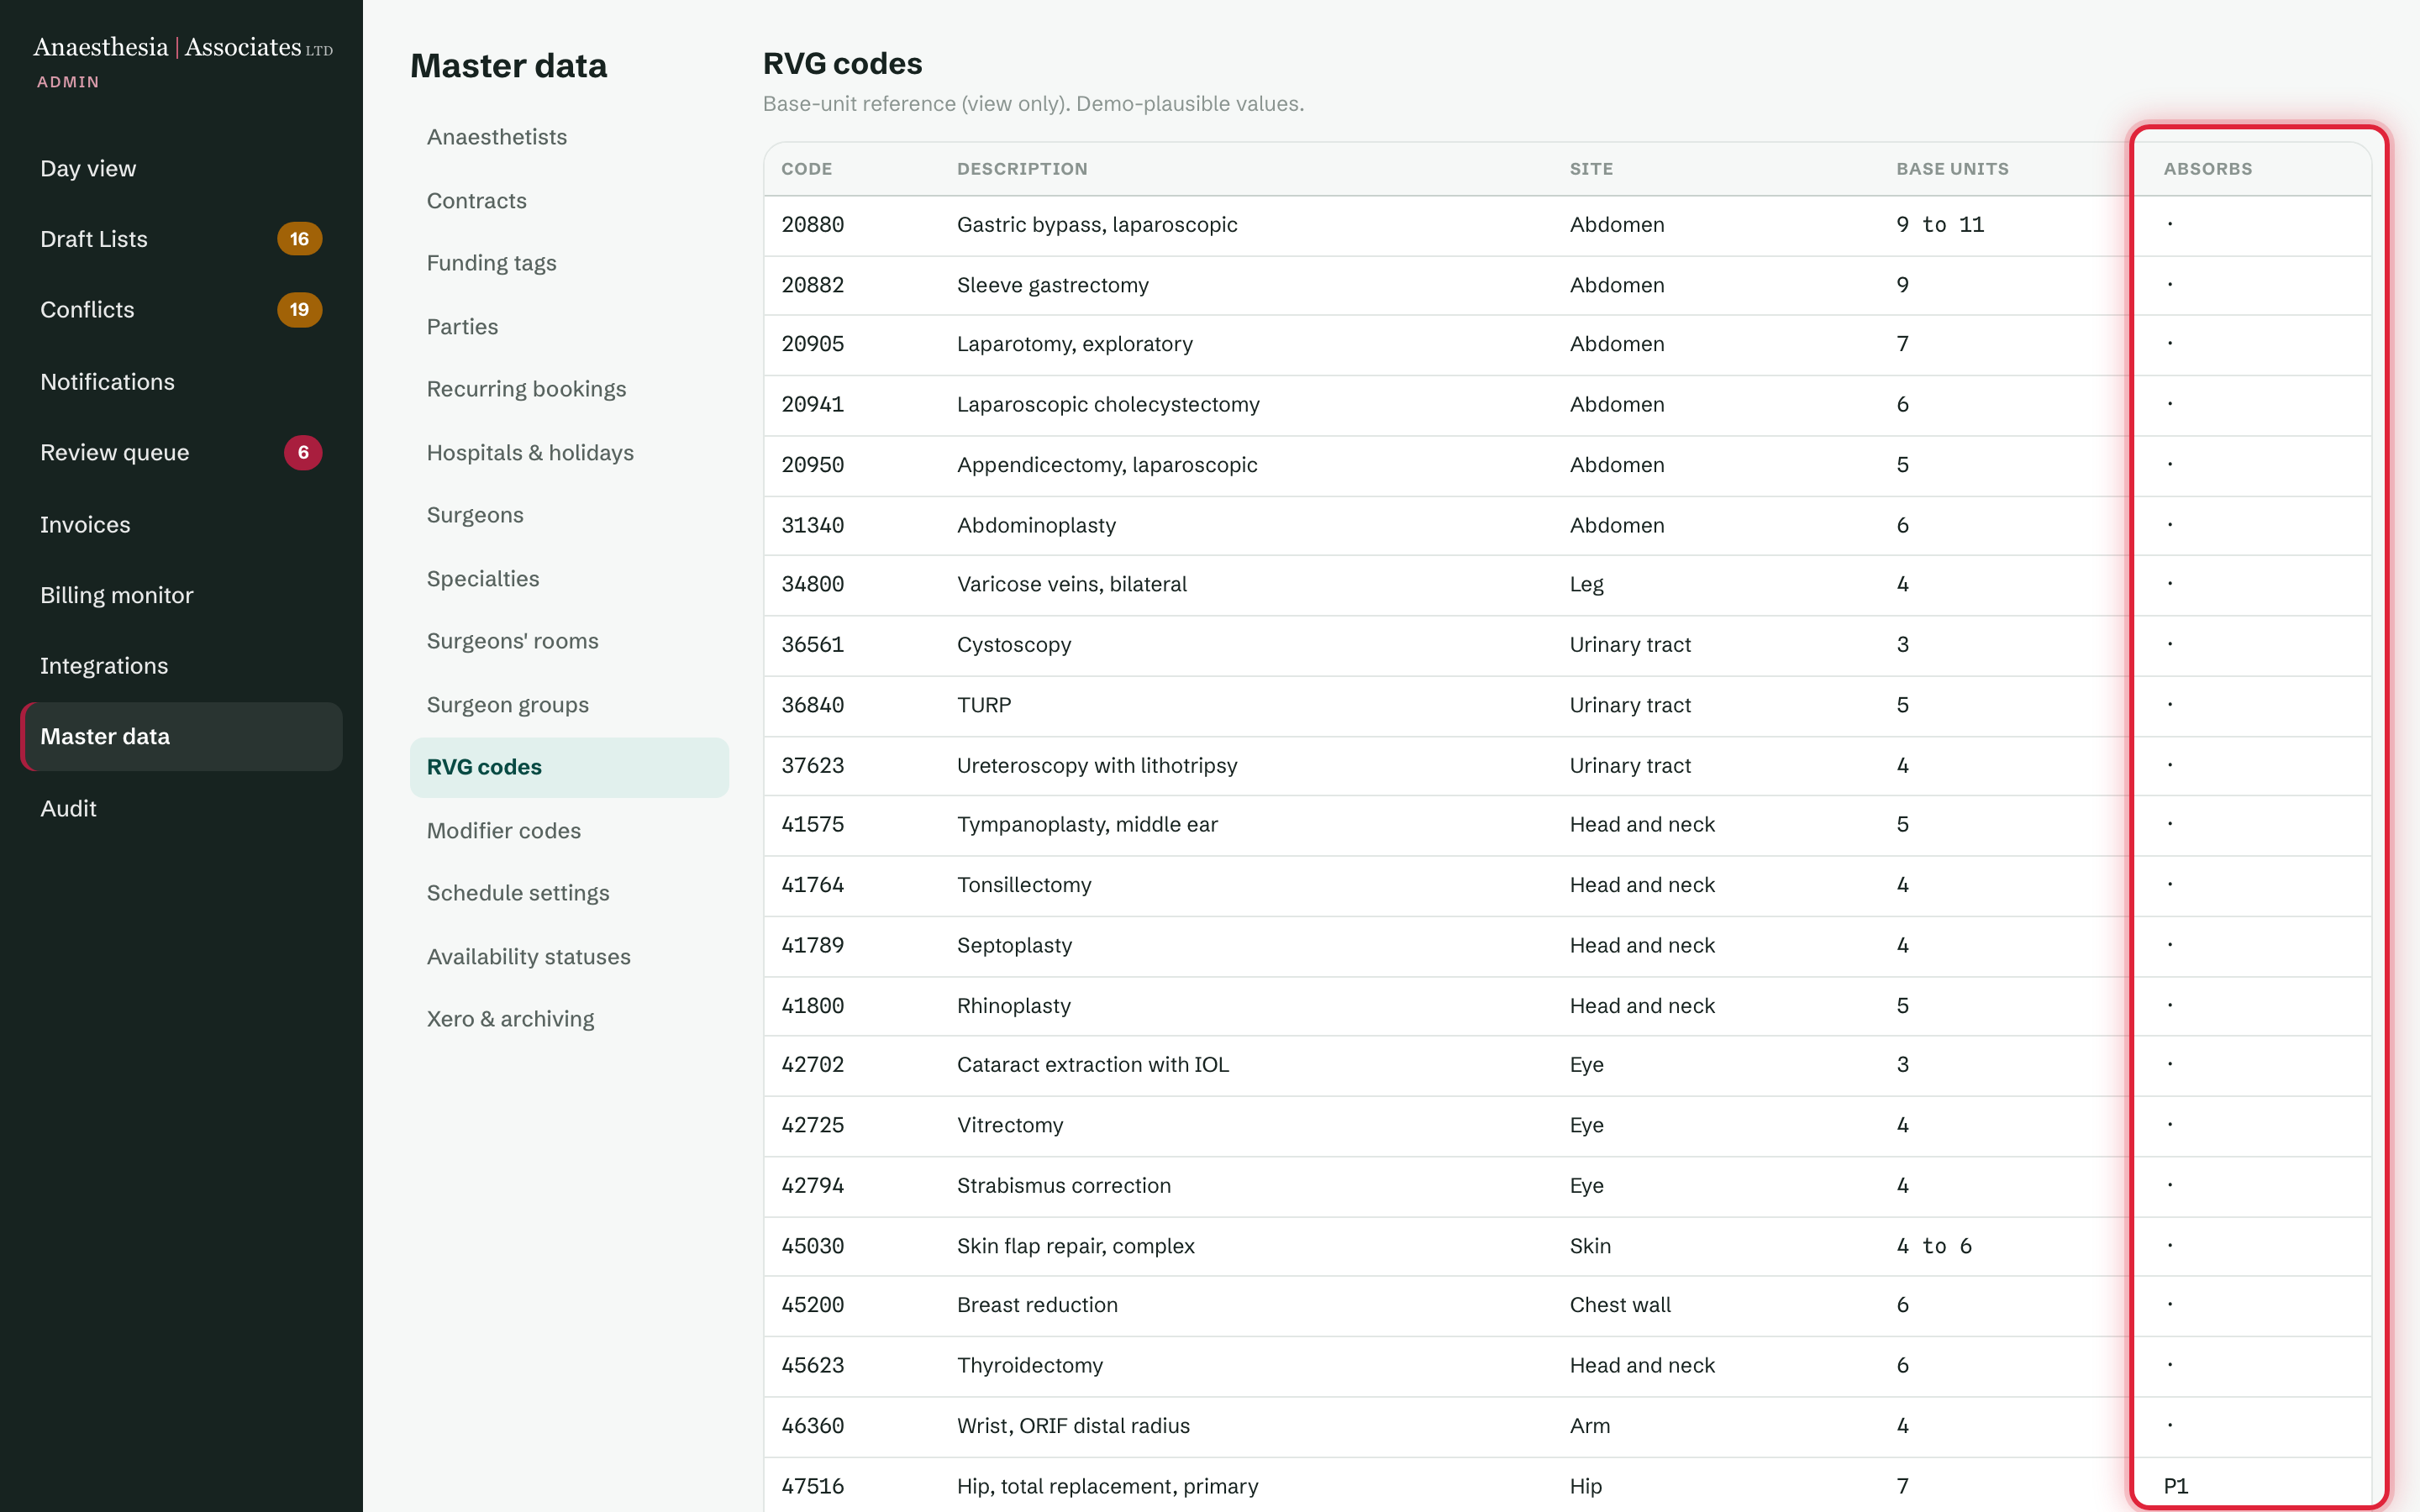 Anaesthesia | Associates LTD
ADMIN
Day view
Draft Lists 16
Conflicts 19
Notifications
Review queue 6
Invoices
Billing monitor
Integrations
Master data
Audit
Master data
Anaesthetists
Contracts
Funding tags
Parties
Recurring bookings
Hospitals & holidays
Surgeons
Specialties
Surgeons' rooms
Surgeon groups
RVG codes
Modifier codes
Schedule settings
Availability statuses
Xero & archiving
RVG codes
Base-unit reference (view only). Demo-plausible values.
CODE DESCRIPTION SITE BASE UNITS ABSORBS
20880 Gastric bypass, laparoscopic Abdomen 9 to 11 ·
20882 Sleeve gastrectomy Abdomen 9 ·
20905 Laparotomy, exploratory Abdomen 7 ·
20941 Laparoscopic cholecystectomy Abdomen 6 ·
20950 Appendicectomy, laparoscopic Abdomen 5 ·
31340 Abdominoplasty Abdomen 6 ·
34800 Varicose veins, bilateral Leg 4 ·
36561 Cystoscopy Urinary tract 3 ·
36840 TURP Urinary tract 5 ·
37623 Ureteroscopy with lithotripsy Urinary tract 4 ·
41575 Tympanoplasty, middle ear Head and neck 5 ·
41764 Tonsillectomy Head and neck 4 ·
41789 Septoplasty Head and neck 4 ·
41800 Rhinoplasty Head and neck 5 ·
42702 Cataract extraction with IOL Eye 3 ·
42725 Vitrectomy Eye 4 ·
42794 Strabismus correction Eye 4 ·
45030 Skin flap repair, complex Skin 4 to 6 ·
45200 Breast reduction Chest wall 6 ·
45623 Thyroidectomy Head and neck 6 ·
46360 Wrist, ORIF distal radius Arm 4 ·
47516 Hip, total replacement, primary Hip 7 P1